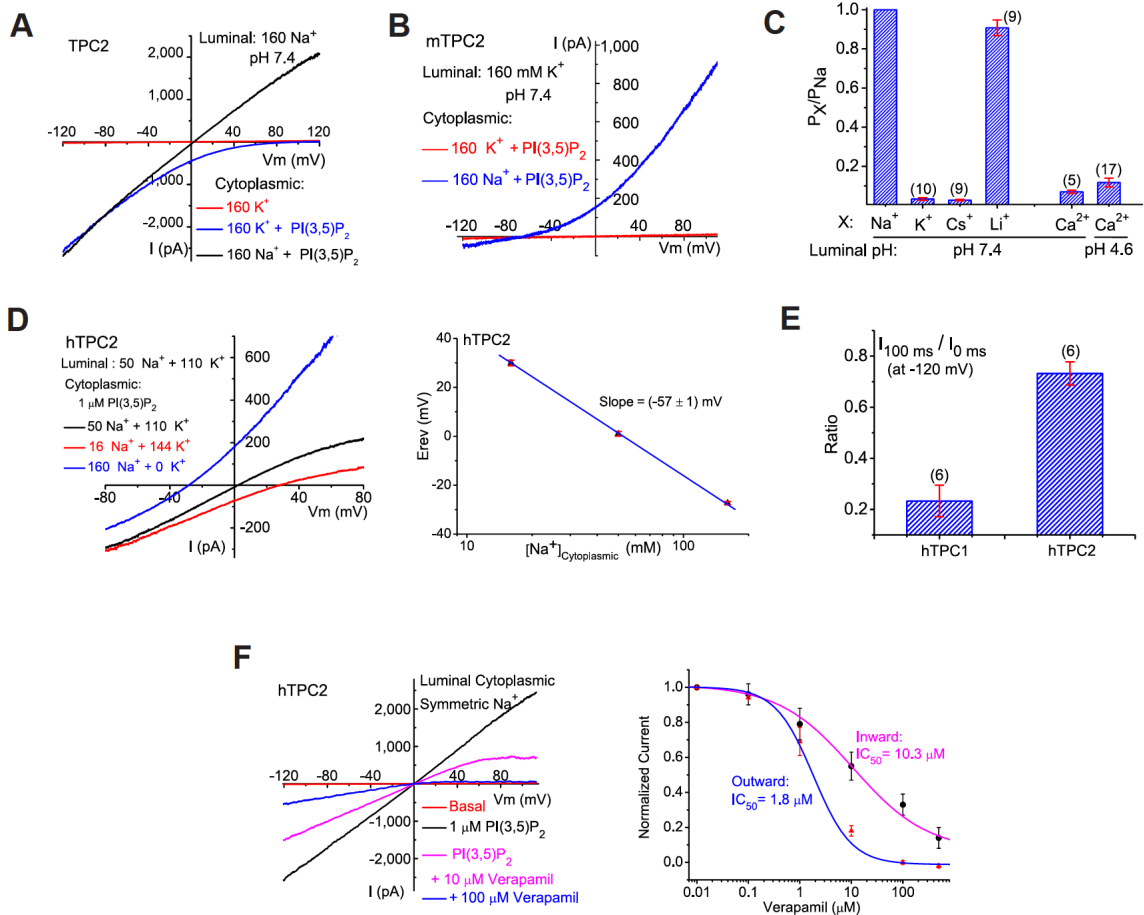 A
TPC2
Luminal: 160 Na+
pH 7.4
2,000
1,000
-120
-40
0
40
80
120
Vm (mV)
-1,000
-2,000
I (pA)
Cytoplasmic:
160 K+
160 K+ + PI(3,5)P2
160 Na+ + PI(3,5)P2
B
mTPC2
I (pA)
Luminal: 160 mM K+
pH 7.4
Cytoplasmic:
160 K+ + PI(3,5)P2
160 Na+ + PI(3,5)P2
1,000
800
600
400
200
-120
-80
-40
0
40
80
Vm (mV)
C
PX/PNa
1.0
0.8
0.6
0.4
0.2
(10)
(9)
(9)
(5)
(17)
X: Na+ K+ Cs+ Li+ Ca2+ Ca2+
Luminal pH: pH 7.4 pH 4.6
D
hTPC2
Luminal : 50 Na+ + 110 K+
Cytoplasmic:
1 µM PI(3,5)P2
50 Na+ + 110 K+
16 Na+ + 144 K+
160 Na+ + 0 K+
600
400
200
-80
-40
0
40
80
Vm (mV)
-200
I (pA)
hTPC2
Slope = (-57 ± 1) mV
Erev (mV)
40
20
0
-20
-40
10
100
[Na+]Cytoplasmic (mM)
E
I100 ms / I0 ms
(at -120 mV)
(6)
(6)
Ratio
0.8
0.6
0.4
0.2
hTPC1
hTPC2
F
hTPC2
Luminal Cytoplasmic
Symmetric Na+
2,000
1,000
-120
-80
-40
0
40
80
Vm (mV)
-1,000
-2,000
I (pA)
Basal
1 µM PI(3,5)P2
PI(3,5)P2
+ 10 µM Verapamil
+ 100 µM Verapamil
Normalized Current
1.0
0.8
0.6
0.4
0.2
0.0
Inward:
IC50= 10.3 µM
Outward:
IC50= 1.8 µM
0.01
0.1
1
10
100
Verapamil (µM)